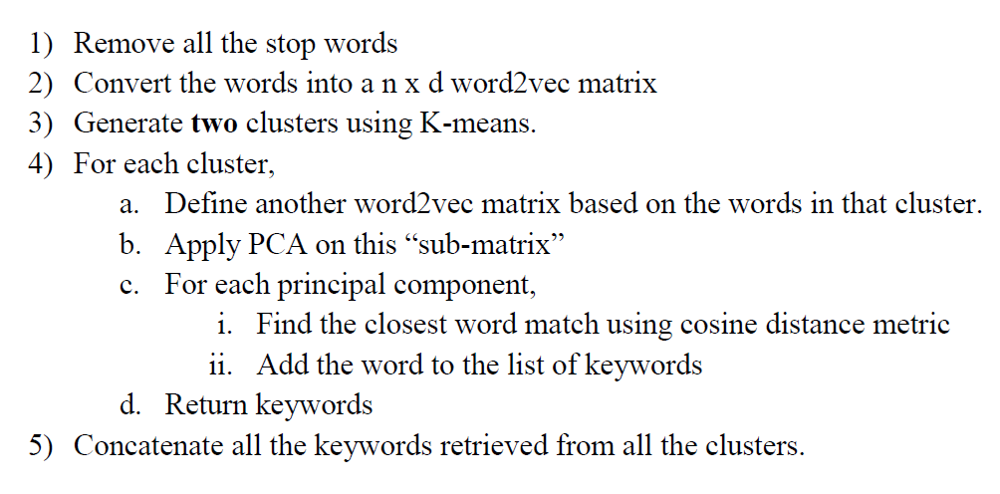 1) Remove all the stop words
2) Convert the words into a n x d word2vec matrix
3) Generate two clusters using K-means.
4) For each cluster,
a. Define another word2vec matrix based on the words in that cluster.
b. Apply PCA on this “sub-matrix”
c. For each principal component,
i. Find the closest word match using cosine distance metric
ii. Add the word to the list of keywords
d. Return keywords
5) Concatenate all the keywords retrieved from all the clusters.